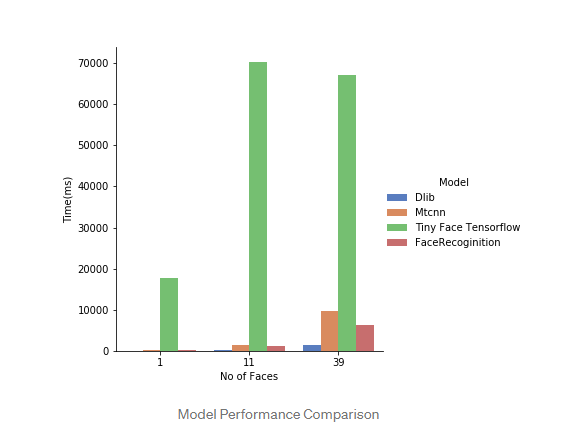 70000
60000
50000
40000
30000
20000
10000
0
Time(ms)
1 11 39
No of Faces
Model
Dlib
Mtcnn
Tiny Face Tensorflow
FaceRecoginition
Model Performance Comparison